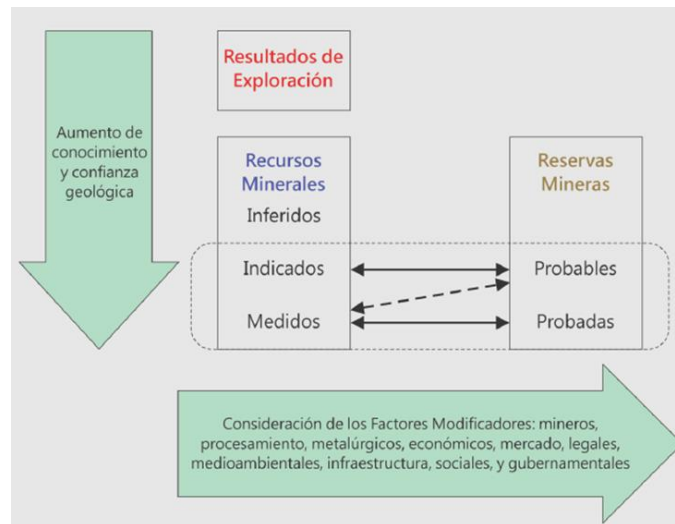 Resultados de
Exploración
Aumento de
conocimiento
y confianza
geológica
Recursos
Minerales
Inferidos
Indicados
Medidos
Reservas
Mineras
Probables
Probadas
Consideración de los Factores Modificadores: mineros,
procesamiento, metalúrgicos, económicos, mercado, legales,
medioambientales, infraestructura, sociales, y gubernamentales